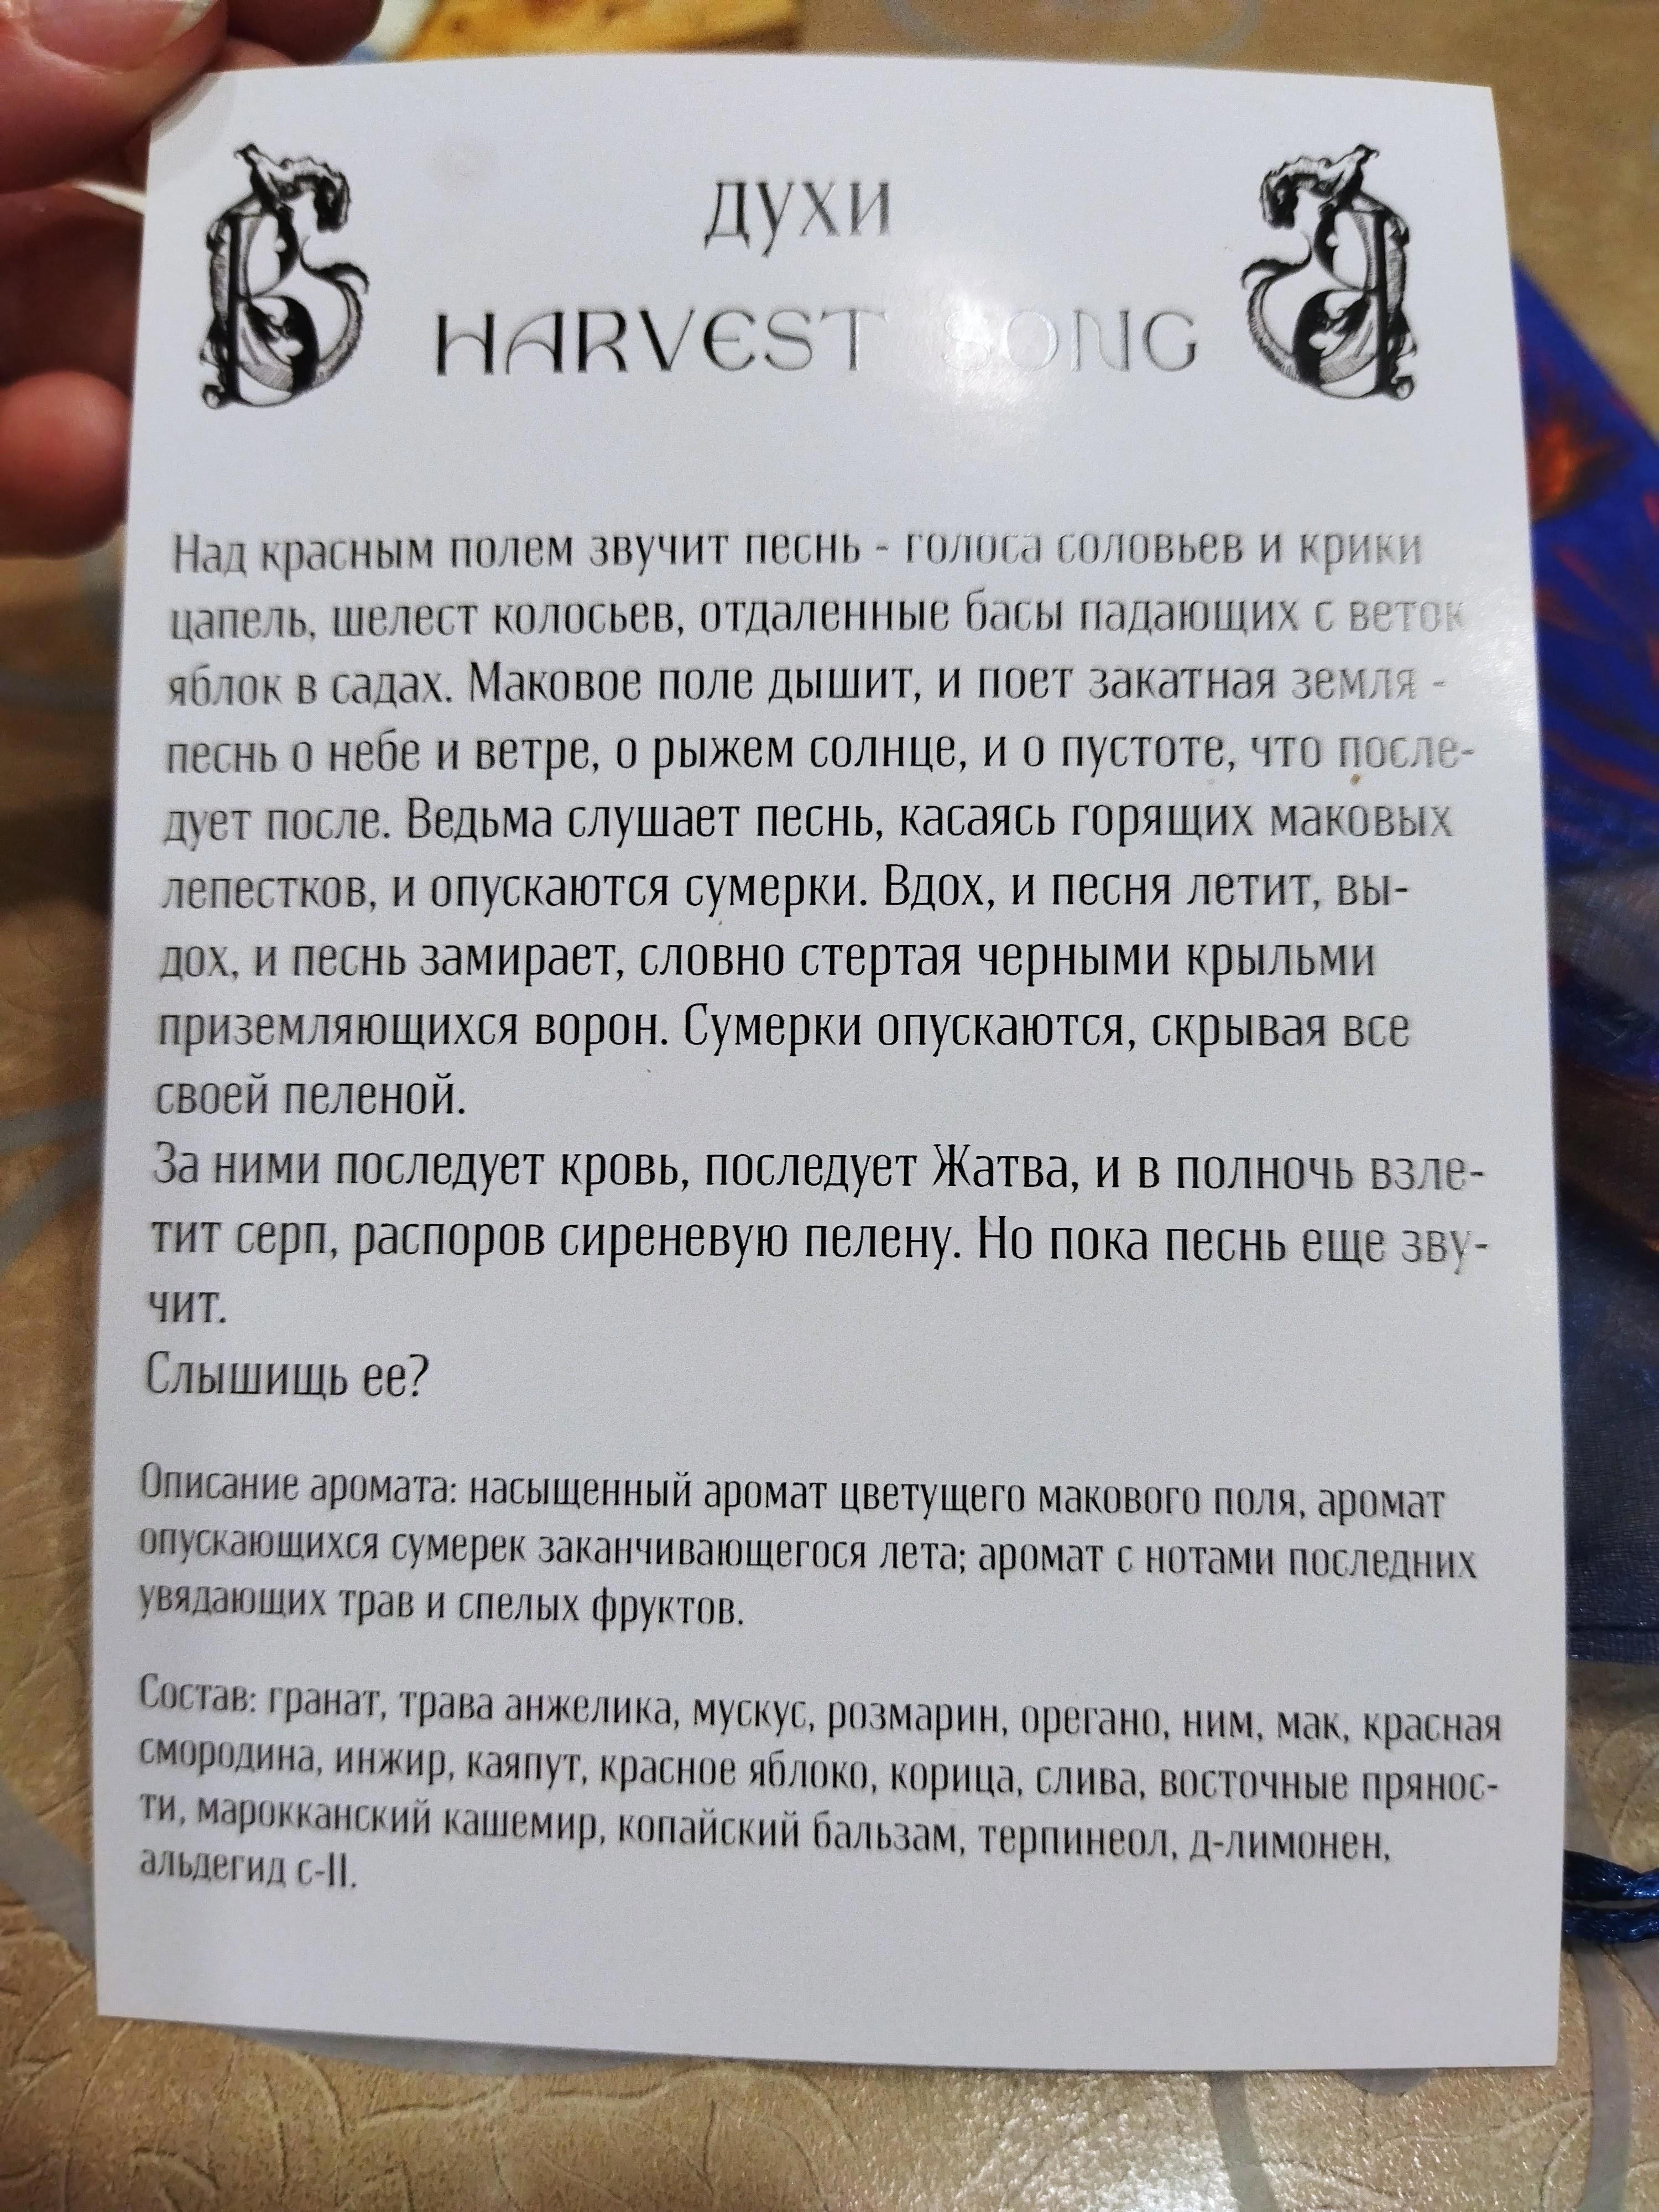 духи
HARVEST SONG
Над красным полем звучит песнь - голоса соловьев и крики
цапель, шелест колосьев, отдаленные басы падающих с веток
яблок в садах. Маковое поле дышит, и поет закатная земля -
песнь о небе и ветре, о рыжем солнце, и о пустоте, что после-
дует после. Ведьма слушает песнь, касаясь горящих маковых
лепестков, и опускаются сумерки. Вдох, и песня летит, вы-
дох, и песнь замирает, словно стертая черными крыльми
приземляющихся ворон. Сумерки опускаются, скрывая все
своей пеленой.
За ними последует кровь, последует Жатва, и в полночь взле-
тит серп, распоров сиреневую пелену. Но пока песнь еще зву-
чит.
Слышищь ее?
Описание аромата: насыщенный аромат цветущего макового поля, аромат
опускающихся сумерек заканчивающегося лета; аромат с нотами последних
увядающих трав и спелых фруктов.
Состав: гранат, трава анжелика, мускус, розмарин, орегано, ним, мак, красная
смородина, инжир, каяпут, красное яблоко, корица, слива, восточные прянос-
ти, марокканский кашемир, копайский бальзам, терпинеол, д-лимонен,
альдегид с-11.